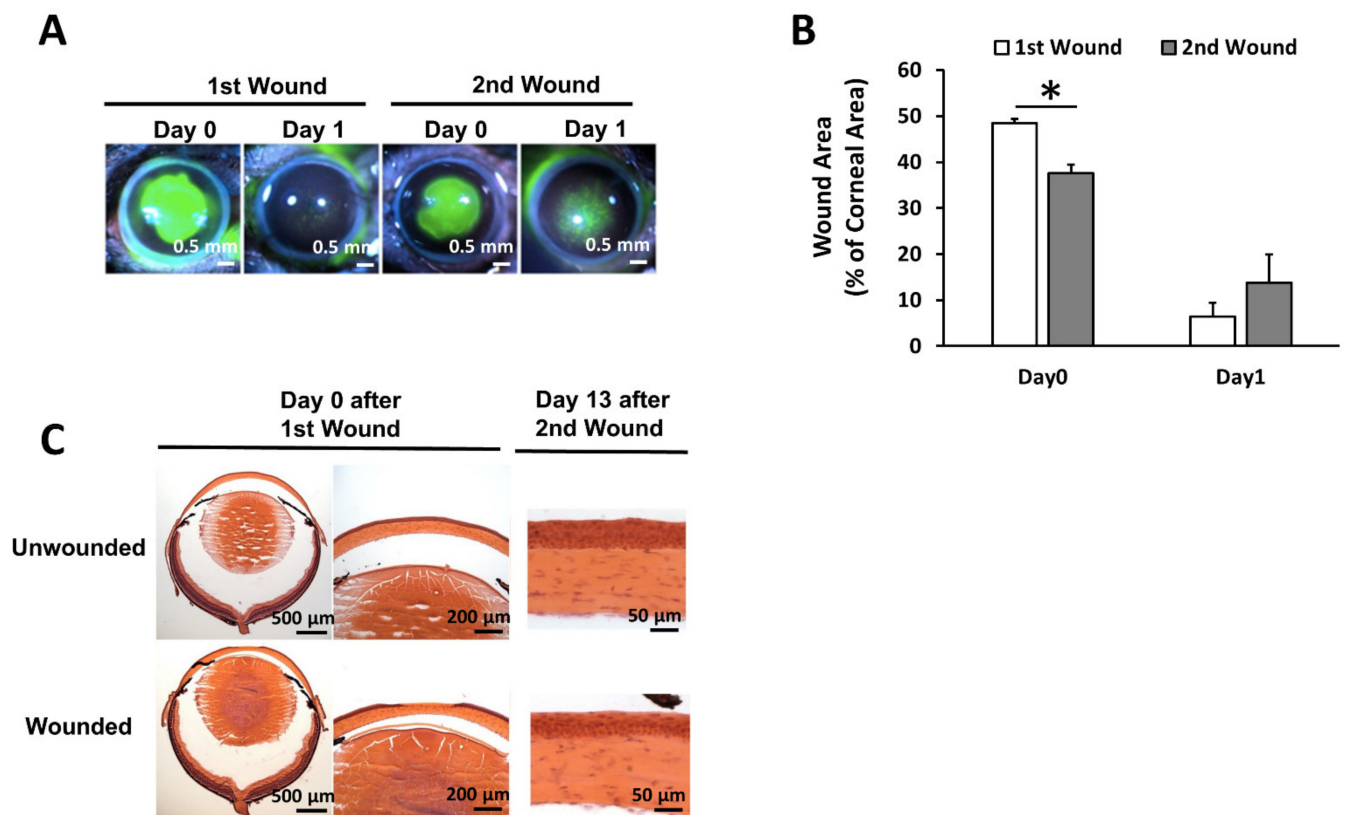 A
1st Wound 2nd Wound
Day 0 Day 1 Day 0 Day 1
0.5 mm 0.5 mm 0.5 mm 0.5 mm
B
1st Wound 2nd Wound
Wound Area
(% of Corneal Area)
60
50
40
30
20
10
0
*
Day0 Day1
C
Day 0 after
1st Wound
Day 13 after
2nd Wound
Unwounded
500 µm 200 µm 50 µm
Wounded
500 µm 200 µm 50 µm